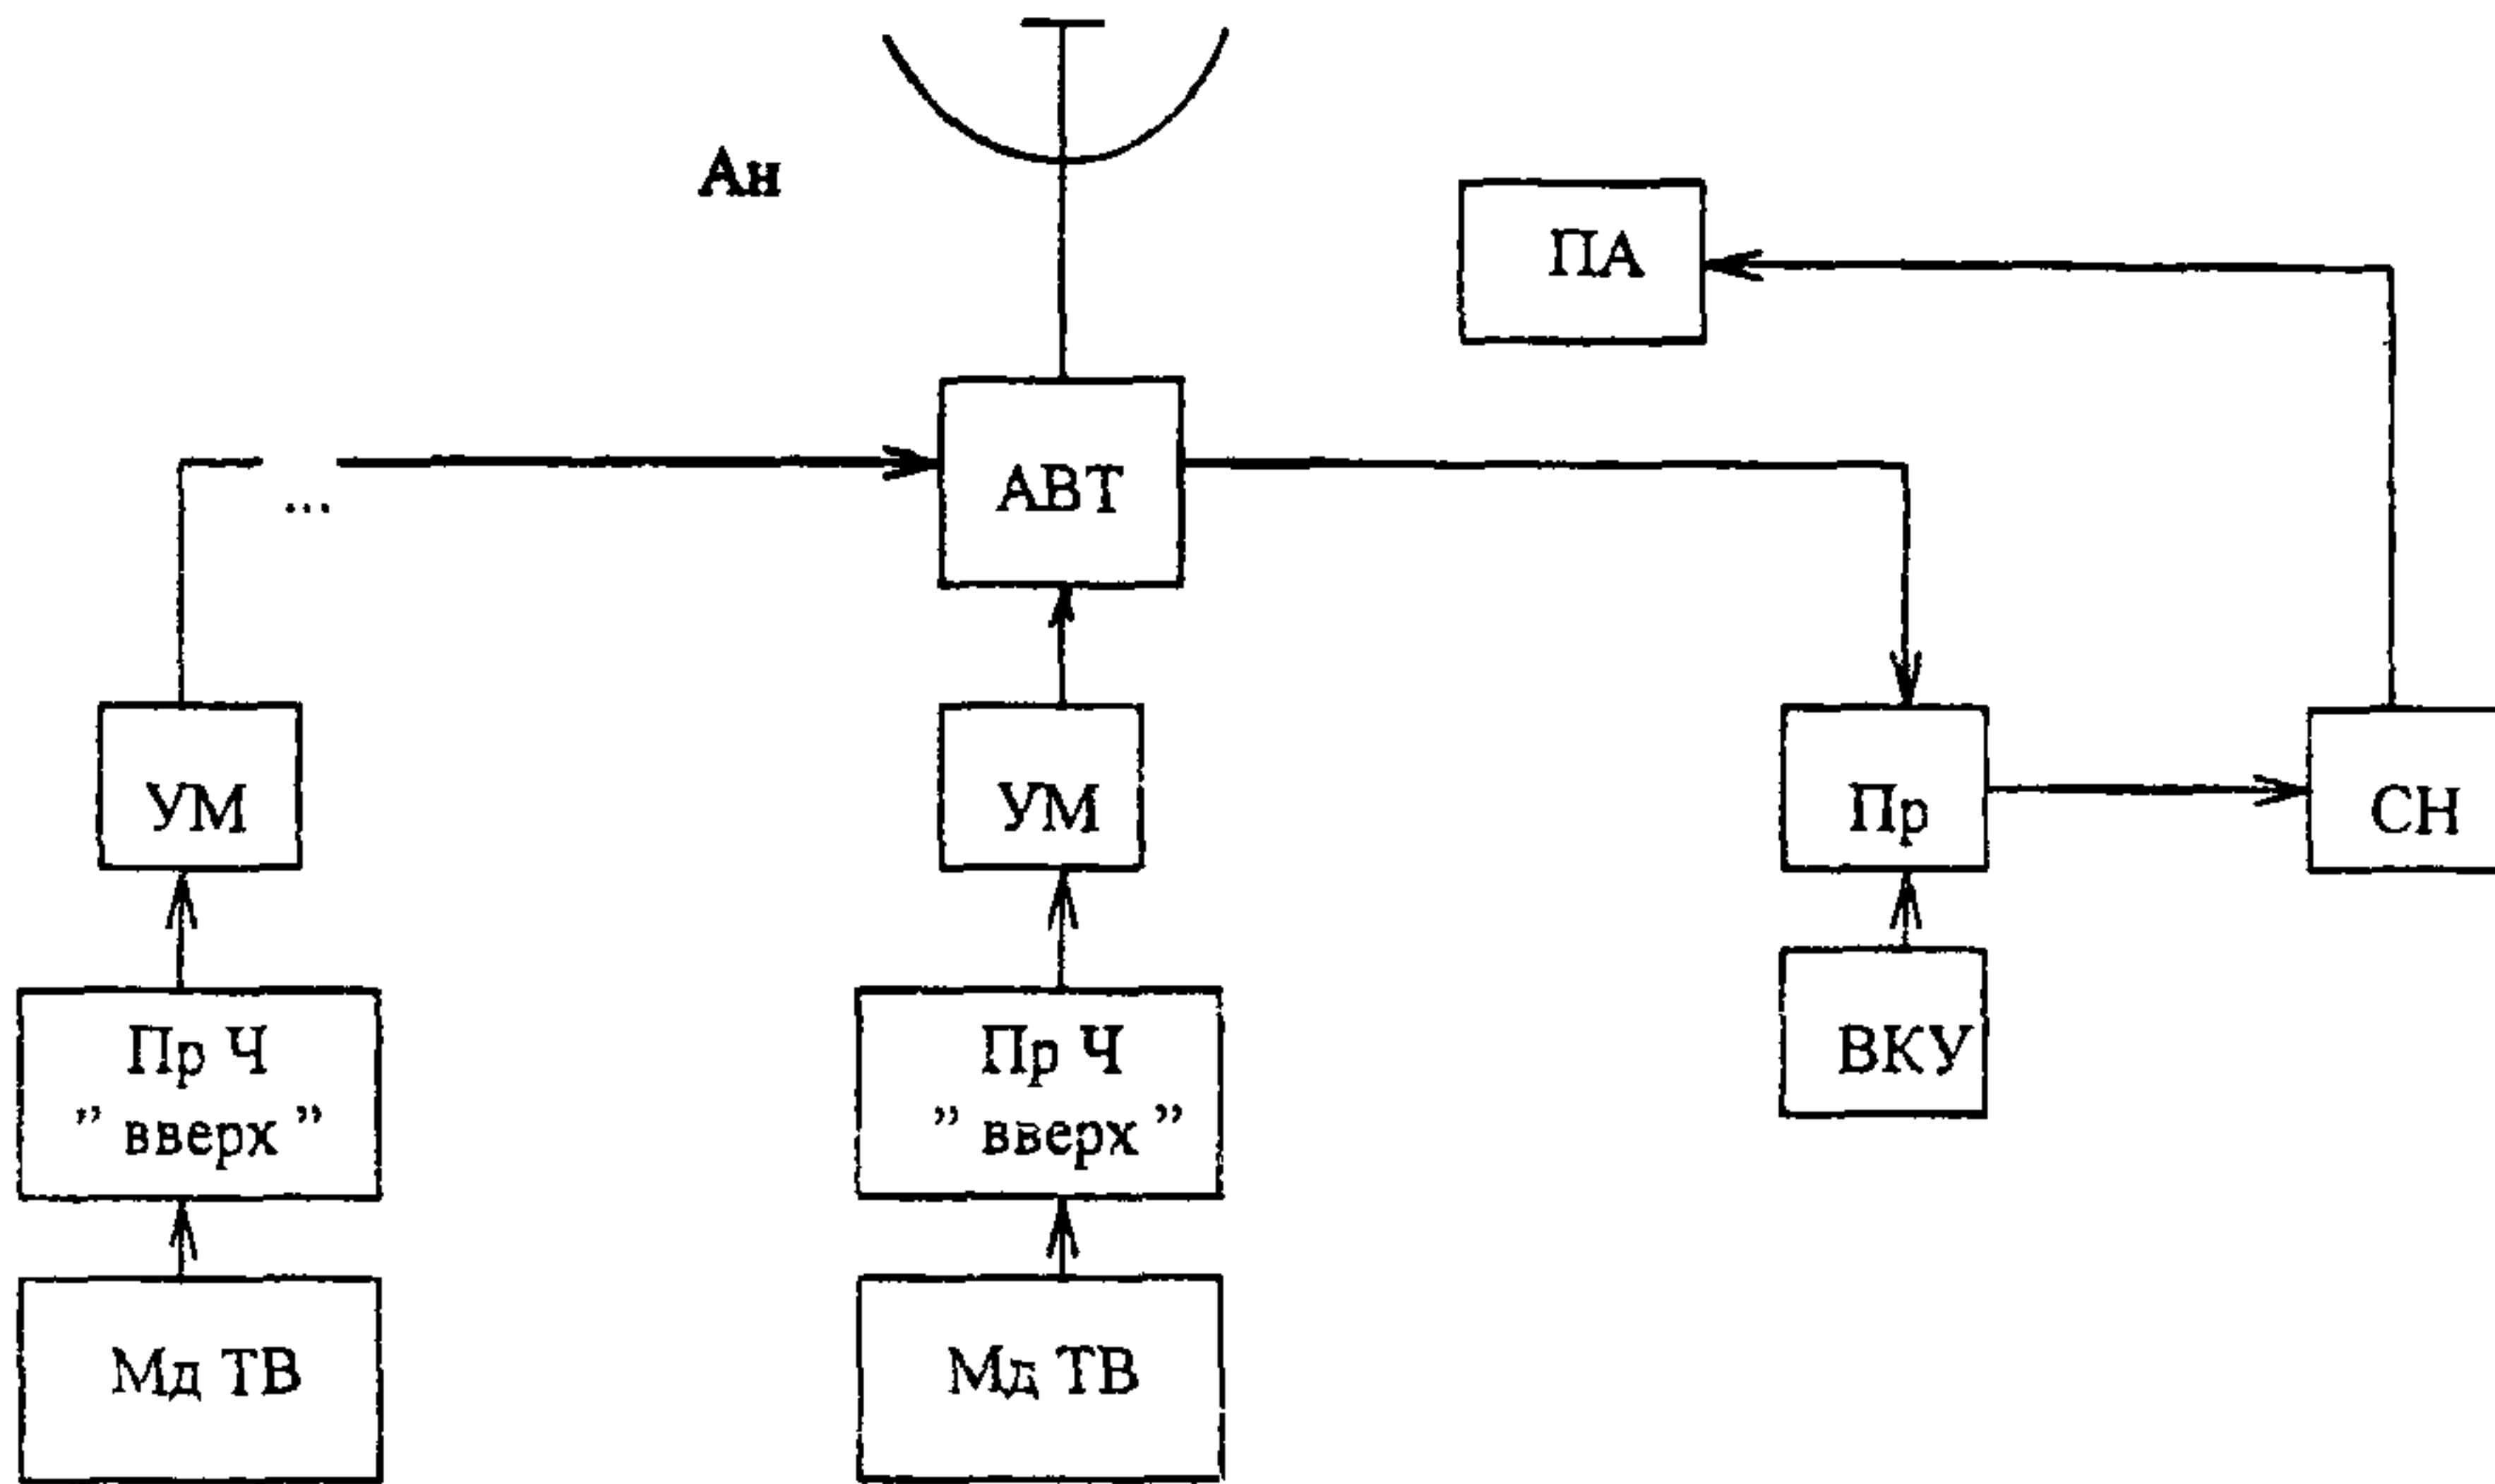 Ан
ПА
АВТ
...
УМ
УМ
Пр
СН
Пр Ч
” вверх ”
Пр Ч
” вверх ”
ВКУ
Мд ТВ
Мд ТВ